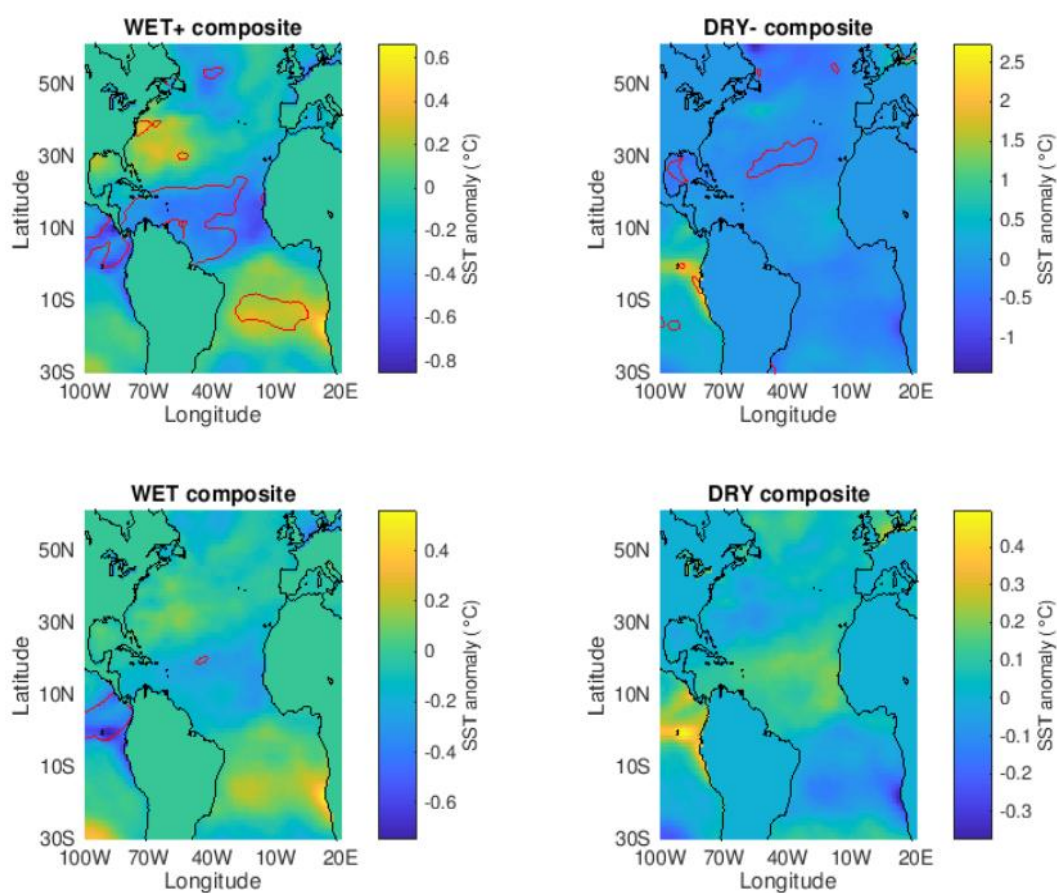 WET+ composite
50N
30N
10N
10S
30S
100W 70W 40W 10W 20E
Latitude
Longitude
0.6
0.4
0.2
0
-0.2
-0.4
-0.6
-0.8
SST anomaly (°C)
DRY- composite
50N
30N
10N
10S
30S
100W 70W 40W 10W 20E
Latitude
Longitude
2.5
2
1.5
1
0.5
0
-0.5
-1
SST anomaly (°C)
WET composite
50N
30N
10N
10S
30S
100W 70W 40W 10W 20E
Latitude
Longitude
0.4
0.2
0
-0.2
-0.4
-0.6
SST anomaly (°C)
DRY composite
50N
30N
10N
10S
30S
100W 70W 40W 10W 20E
Latitude
Longitude
0.4
0.3
0.2
0.1
0
-0.1
-0.2
-0.3
SST anomaly (°C)